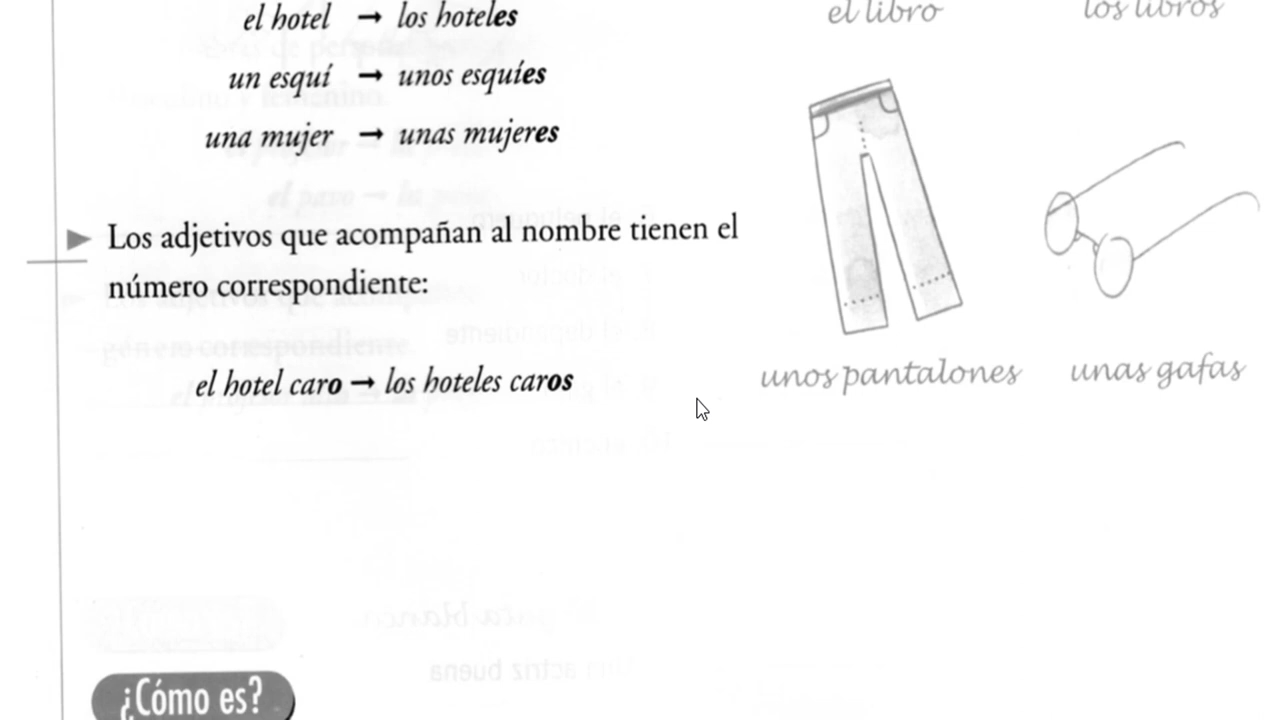 el hotel → los hoteles
un esquí → unos esquíes
una mujer → unas mujeres
Los adjetivos que acompañan al nombre tienen el
número correspondiente:
el hotel caro → los hoteles caros
el libro
los libros
unos pantalones
unas gafas
¿Cómo es?